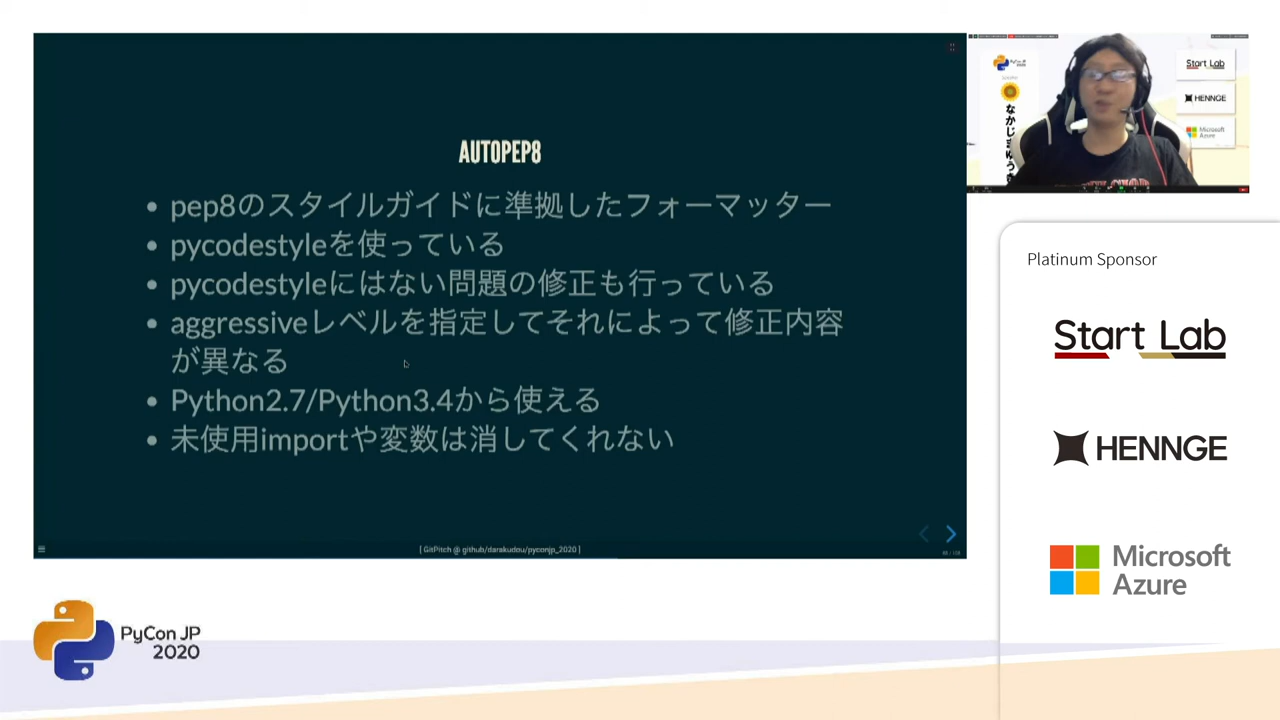 AUTOPEP8
pep8のスタイルガイドに準拠したフォーマッター
pycodestyleを使っている
pycodestyleにはない問題の修正も行っている
aggressiveレベルを指定してそれによって修正内容
が異なる
Python2.7/Python3.4から使える
未使用importや変数は消してくれない
[ GitPitch @ github/darakudou/pyconjp_2020 ]
PyCon JP
Start Lab
HENNGE
Microsoft
Azure
Platinum Sponsor
Start Lab
HENNGE
Microsoft
Azure
PyCon JP
2020